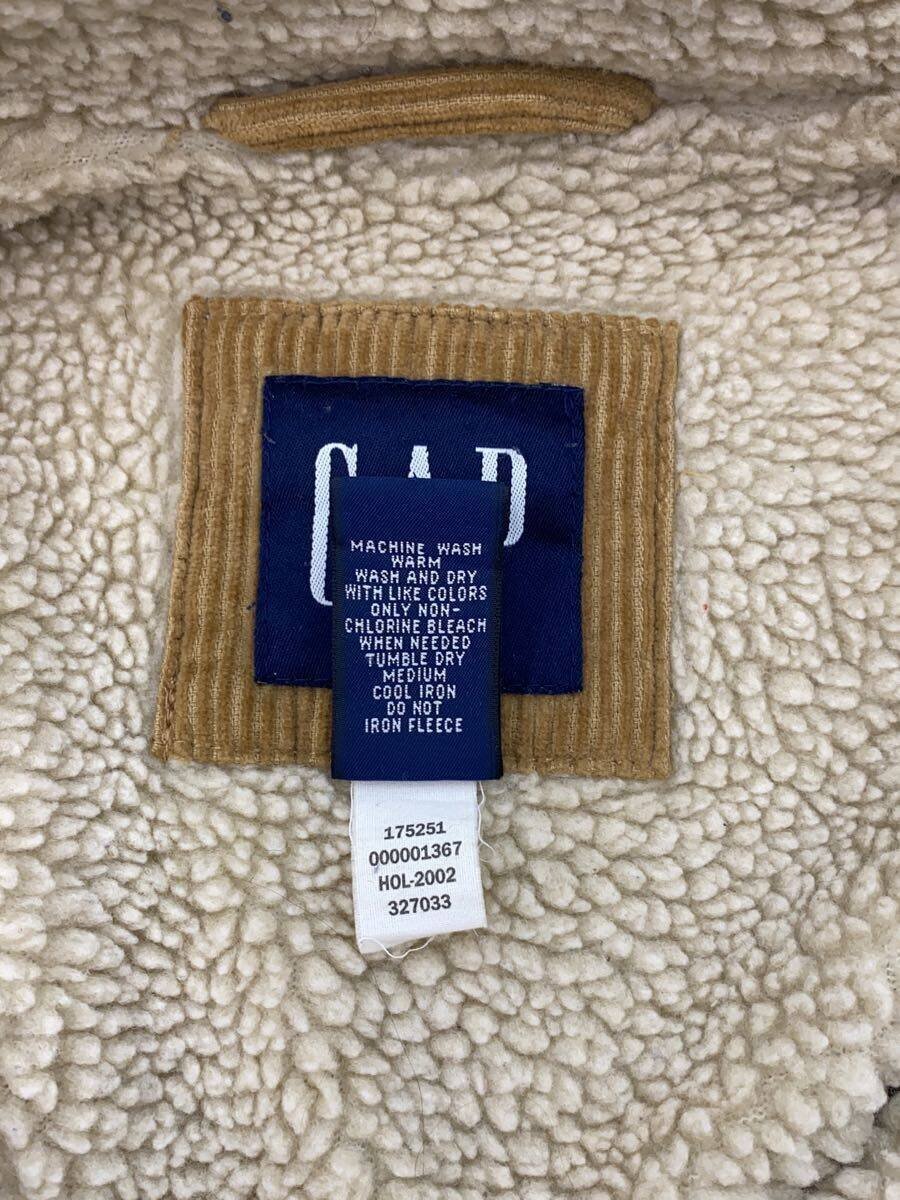 GAP
MACHINE WASH
WARM
WASH AND DRY
WITH LIKE COLORS
ONLY NON-
CHLORINE BLEACH
WHEN NEEDED
TUMBLE DRY
MEDIUM
COOL IRON
DO NOT
IRON FLEECE
175251
000001367
HOL-2002
327033